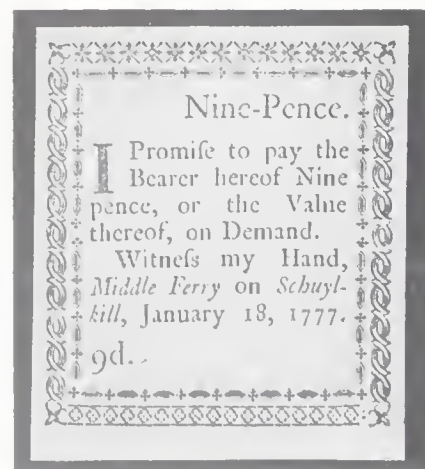 Nine-Pence.
I Promiſe to pay the
Bearer hereof Nine
pence, or the Value
thereof, on Demand.
Witneſs my Hand,
Middle Ferry on Schuyl-
kill, January 18, 1777.
9d.